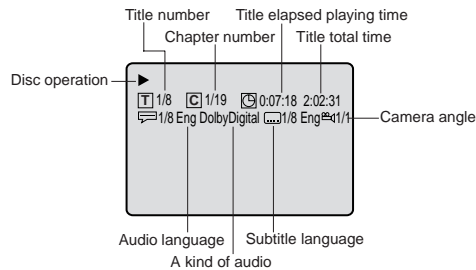 Title number Title elapsed playing time
Chapter number Title total time
Disc operation
T 1/8 C 1/19 0:07:18 2:02:31
1/8 Eng DolbyDigital 1/8 Eng 1/1
Camera angle
Audio language Subtitle language
A kind of audio